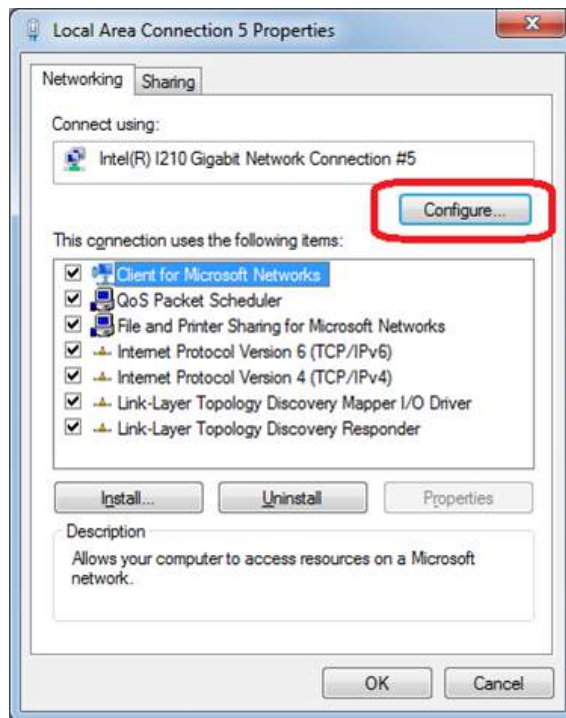 Local Area Connection 5 Properties
Networking
Sharing
Connect using:
Intel(R) I210 Gigabit Network Connection #5
Configure...
This connection uses the following items:
Client for Microsoft Networks
QoS Packet Scheduler
File and Printer Sharing for Microsoft Networks
Internet Protocol Version 6 (TCP/IPv6)
Internet Protocol Version 4 (TCP/IPv4)
Link-Layer Topology Discovery Mapper I/O Driver
Link-Layer Topology Discovery Responder
Install...
Uninstall
Properties
Description
Allows your computer to access resources on a Microsoft
network.
OK
Cancel